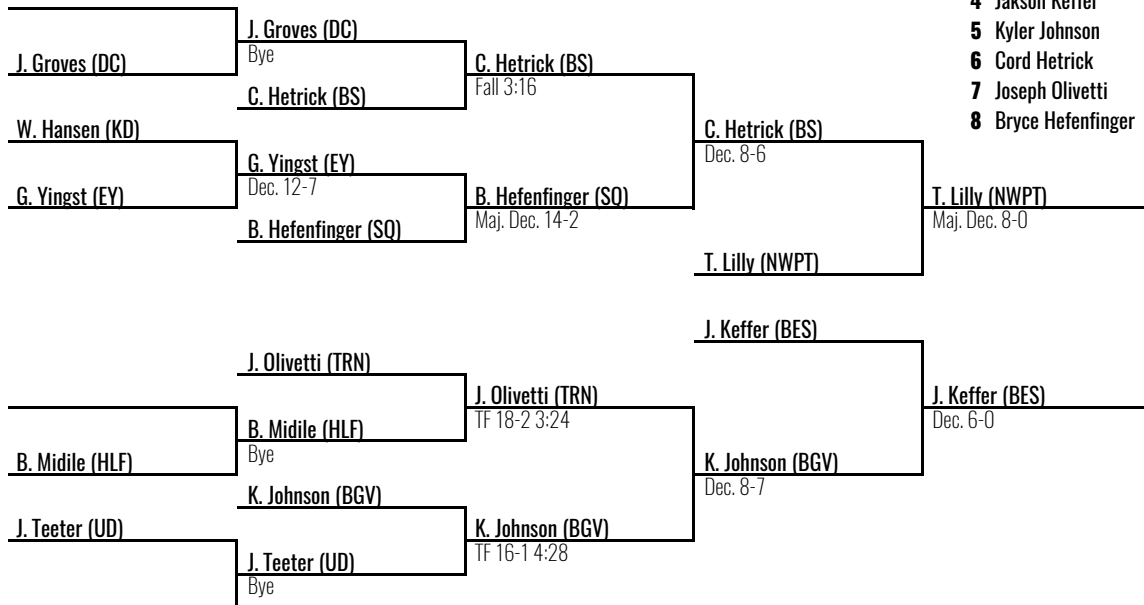 4 Jakson Keffer
J. Groves (DC)
5 Kyler Johnson
Bye
J. Groves (DC)
C. Hetrick (BS)
6 Cord Hetrick
Fall 3:16
7 Joseph Olivetti
C. Hetrick (BS)
8 Bryce Hefenfinger
W. Hansen (KD)
C. Hetrick (BS)
Dec. 8-6
G. Yingst (EY)
Dec. 12-7
G. Yingst (EY)
B. Hefenfinger (SQ)
T. Lilly (NWPT)
Maj. Dec. 14-2
Maj. Dec. 8-0
B. Hefenfinger (SQ)
T. Lilly (NWPT)
J. Keffer (BES)
J. Olivetti (TRN)
J. Olivetti (TRN)
J. Keffer (BES)
TF 18-2 3:24
Dec. 6-0
B. Midile (HLF)
Bye
B. Midile (HLF)
K. Johnson (BGV)
Dec. 8-7
K. Johnson (BGV)
J. Teeter (UD)
K. Johnson (BGV)
TF 16-1 4:28
J. Teeter (UD)
Bye